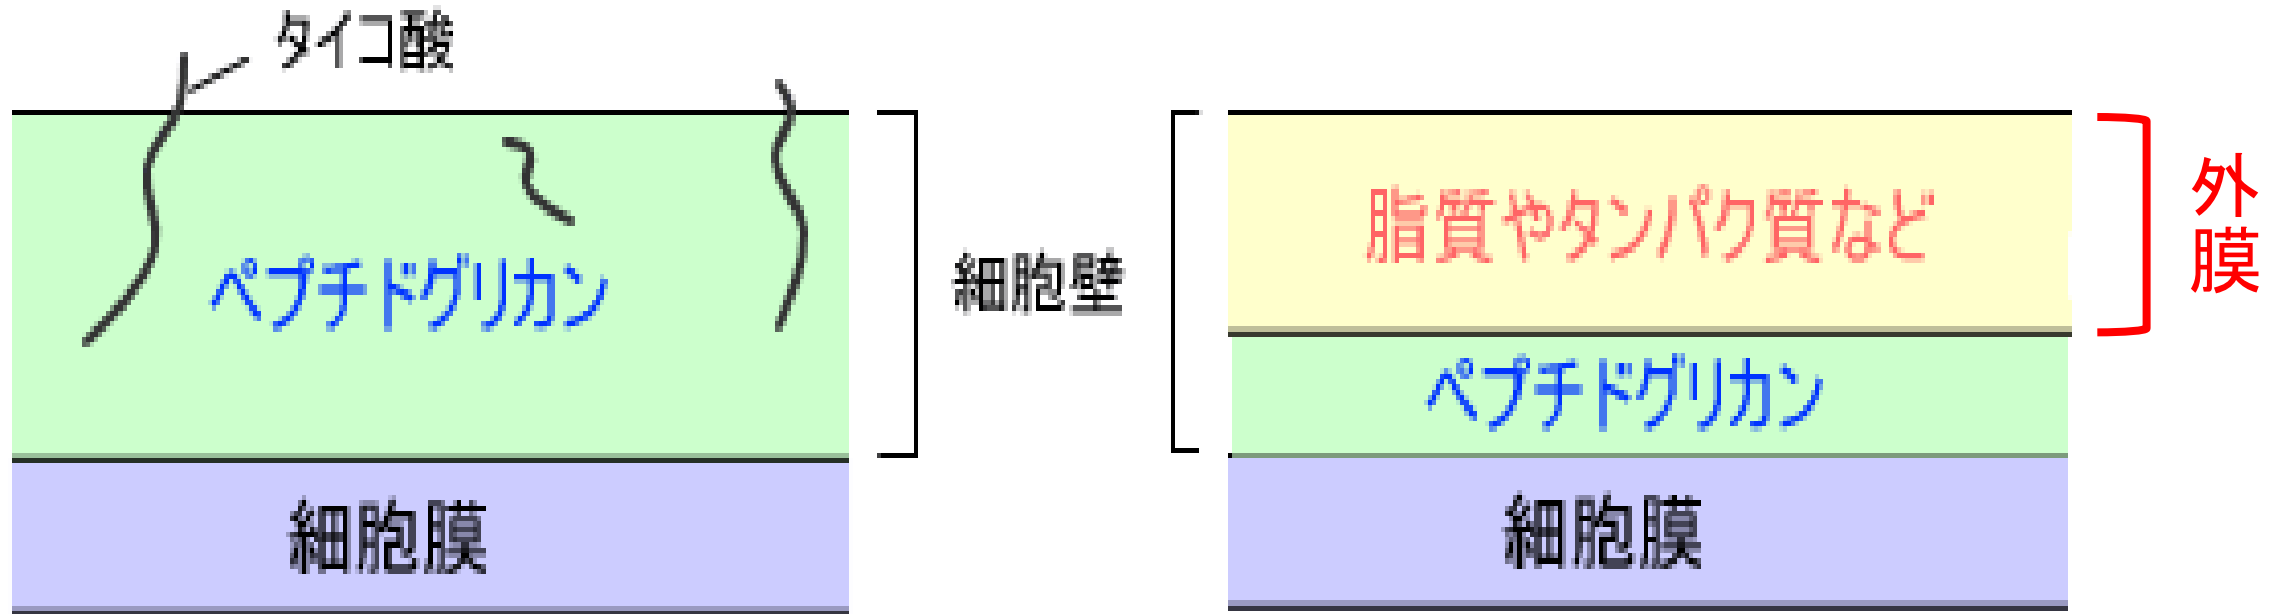 タイコ酸
ペプチドグリカン
細胞膜
細胞壁
脂質やタンパク質など
ペプチドグリカン
細胞膜
外膜